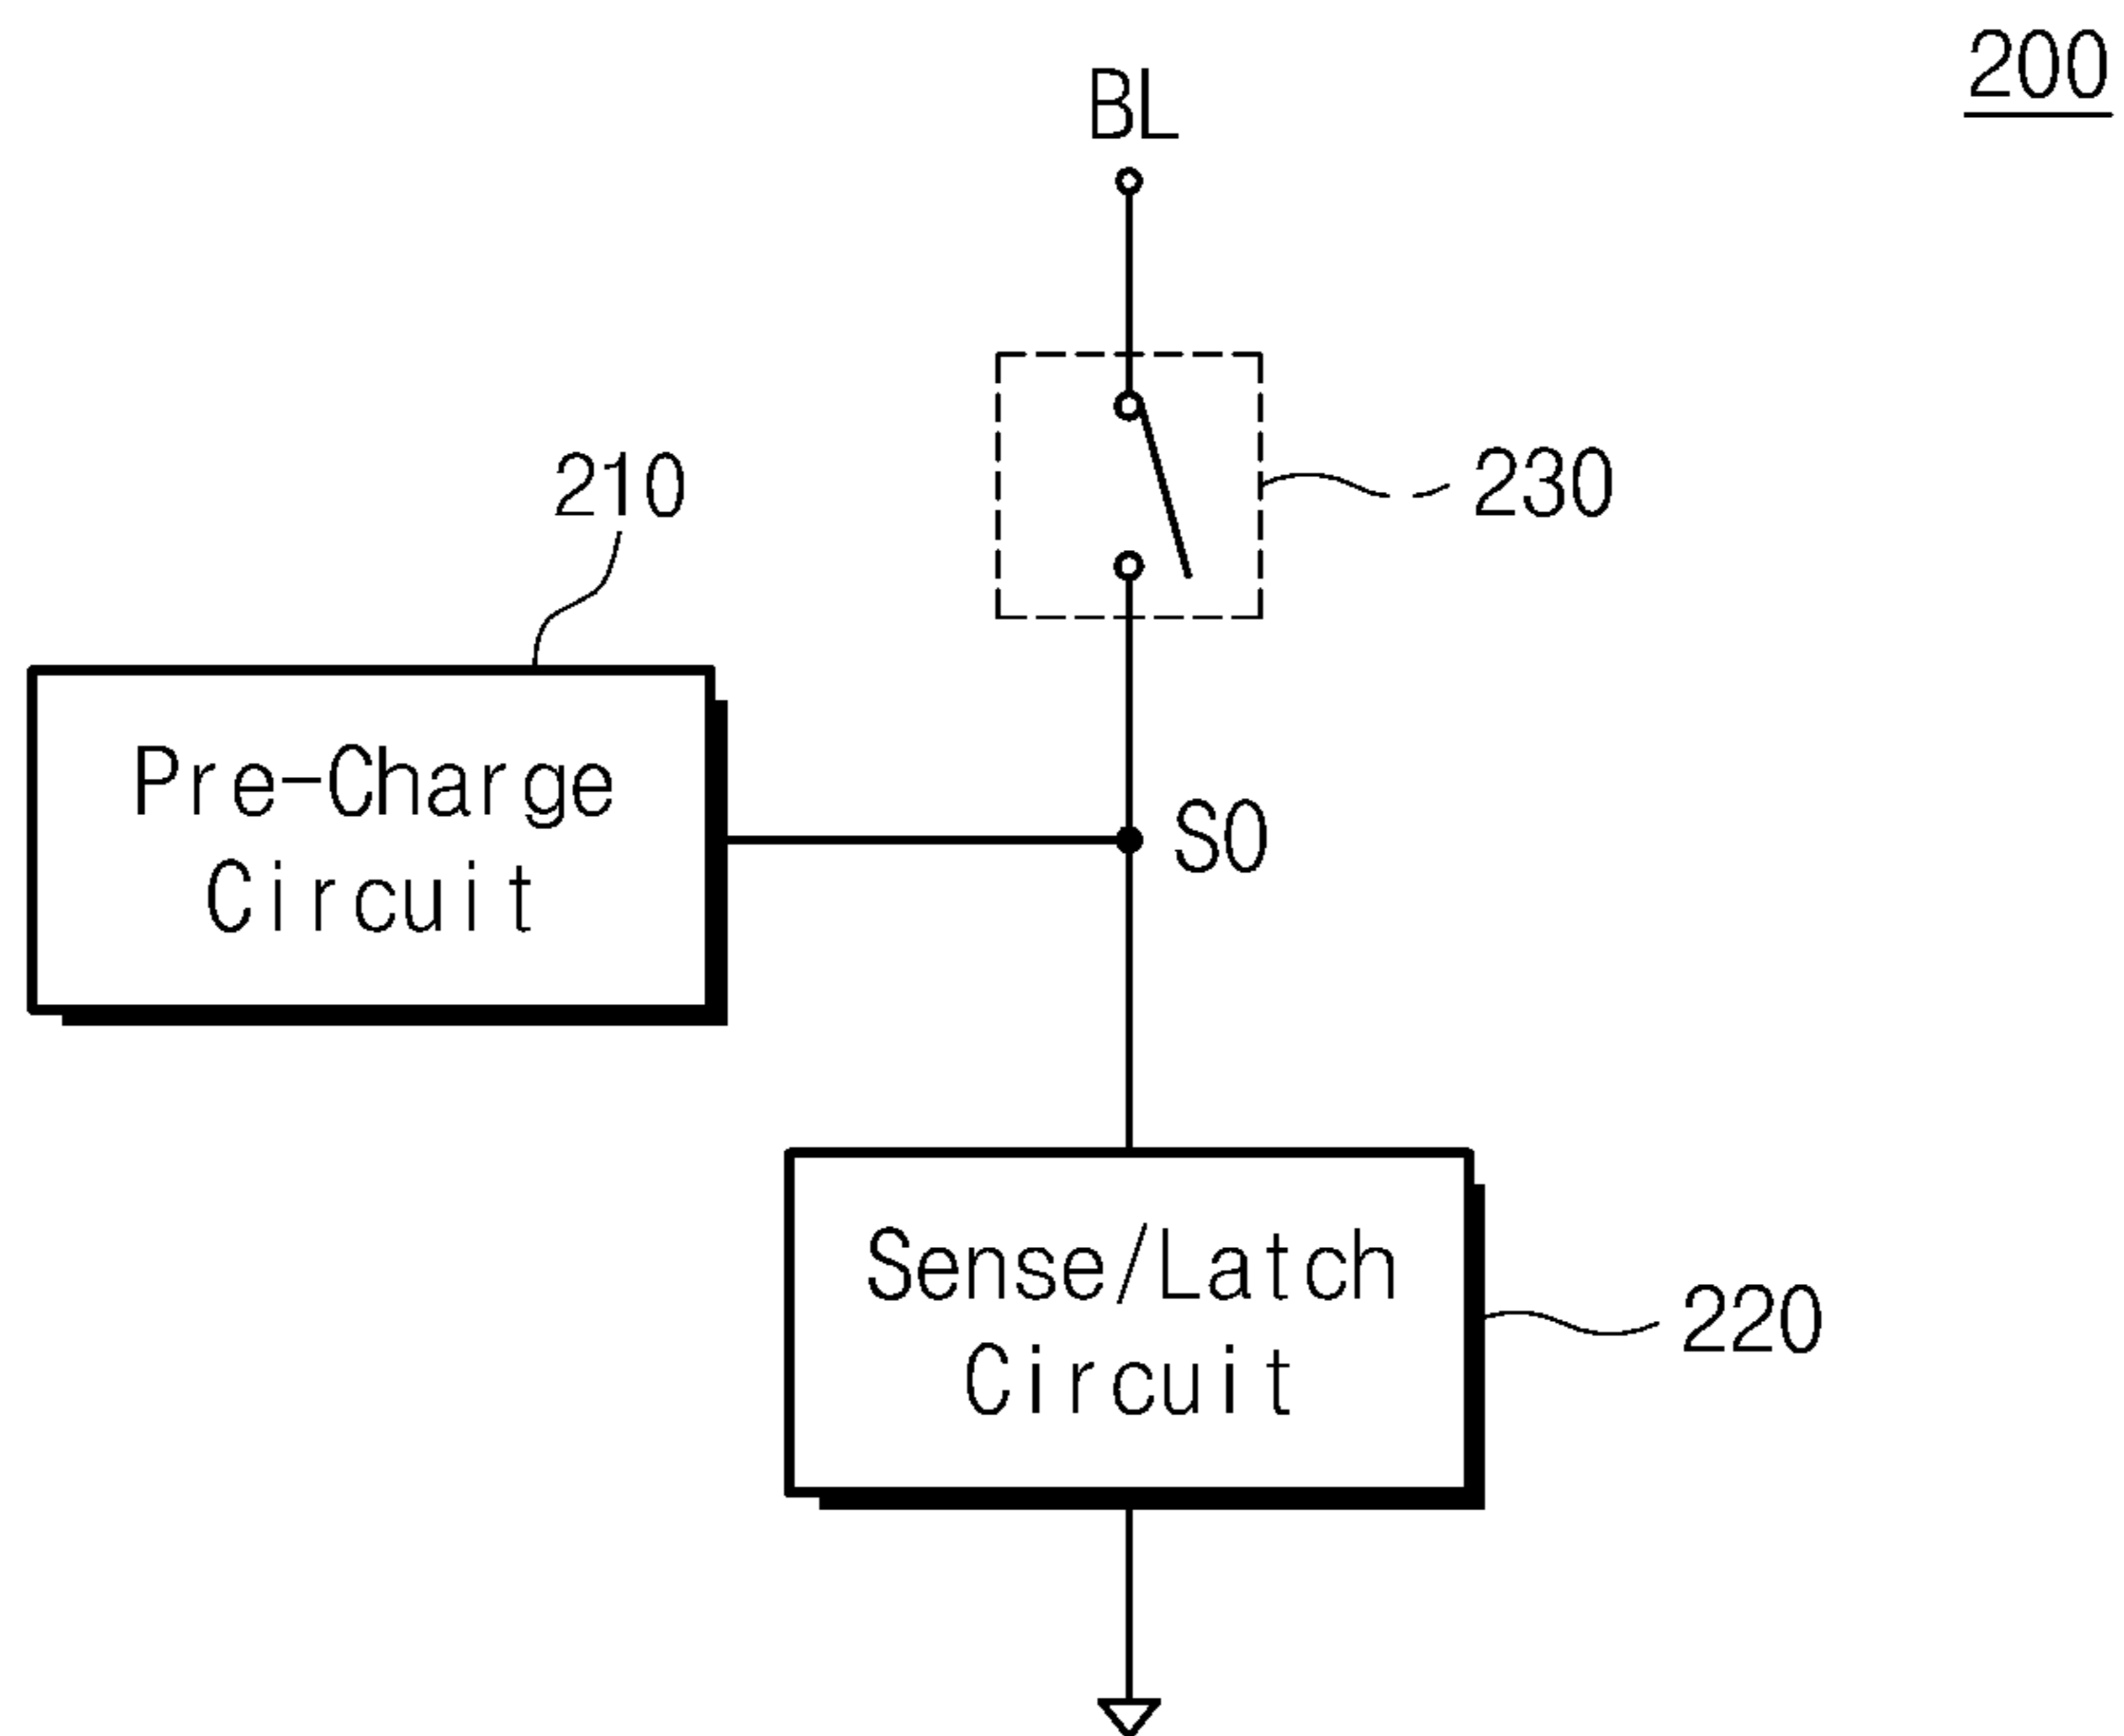 200
BL
230
210
Pre-Charge
Circuit
SO
Sense/Latch
Circuit
220